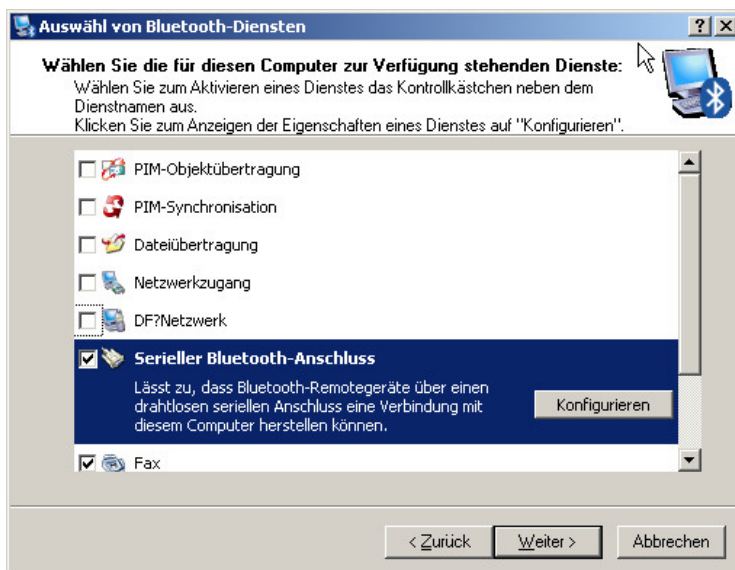 Auswähl von Bluetooth-Diensten
Wählen Sie die für diesen Computer zur Verfügung stehenden Dienste:
Wählen Sie zum Aktivieren eines Dienstes das Kontrollkästchen neben dem
Dienstnamen aus.
Klicken Sie zum Anzeigen der Eigenschaften eines Dienstes auf "Konfigurieren".
PIM-Objektübertragung
PIM-Synchronisation
Dateiübertragung
Netzwerkzugang
DF?Netzwerk
Serieller Bluetooth-Anschluss
Lässt zu, dass Bluetooth-Remotegeräte über einen
drahtlosen seriellen Anschluss eine Verbindung mit
diesem Computer herstellen können.
Konfigurieren
Fax
< Zurück
Weiter >
Abbrechen